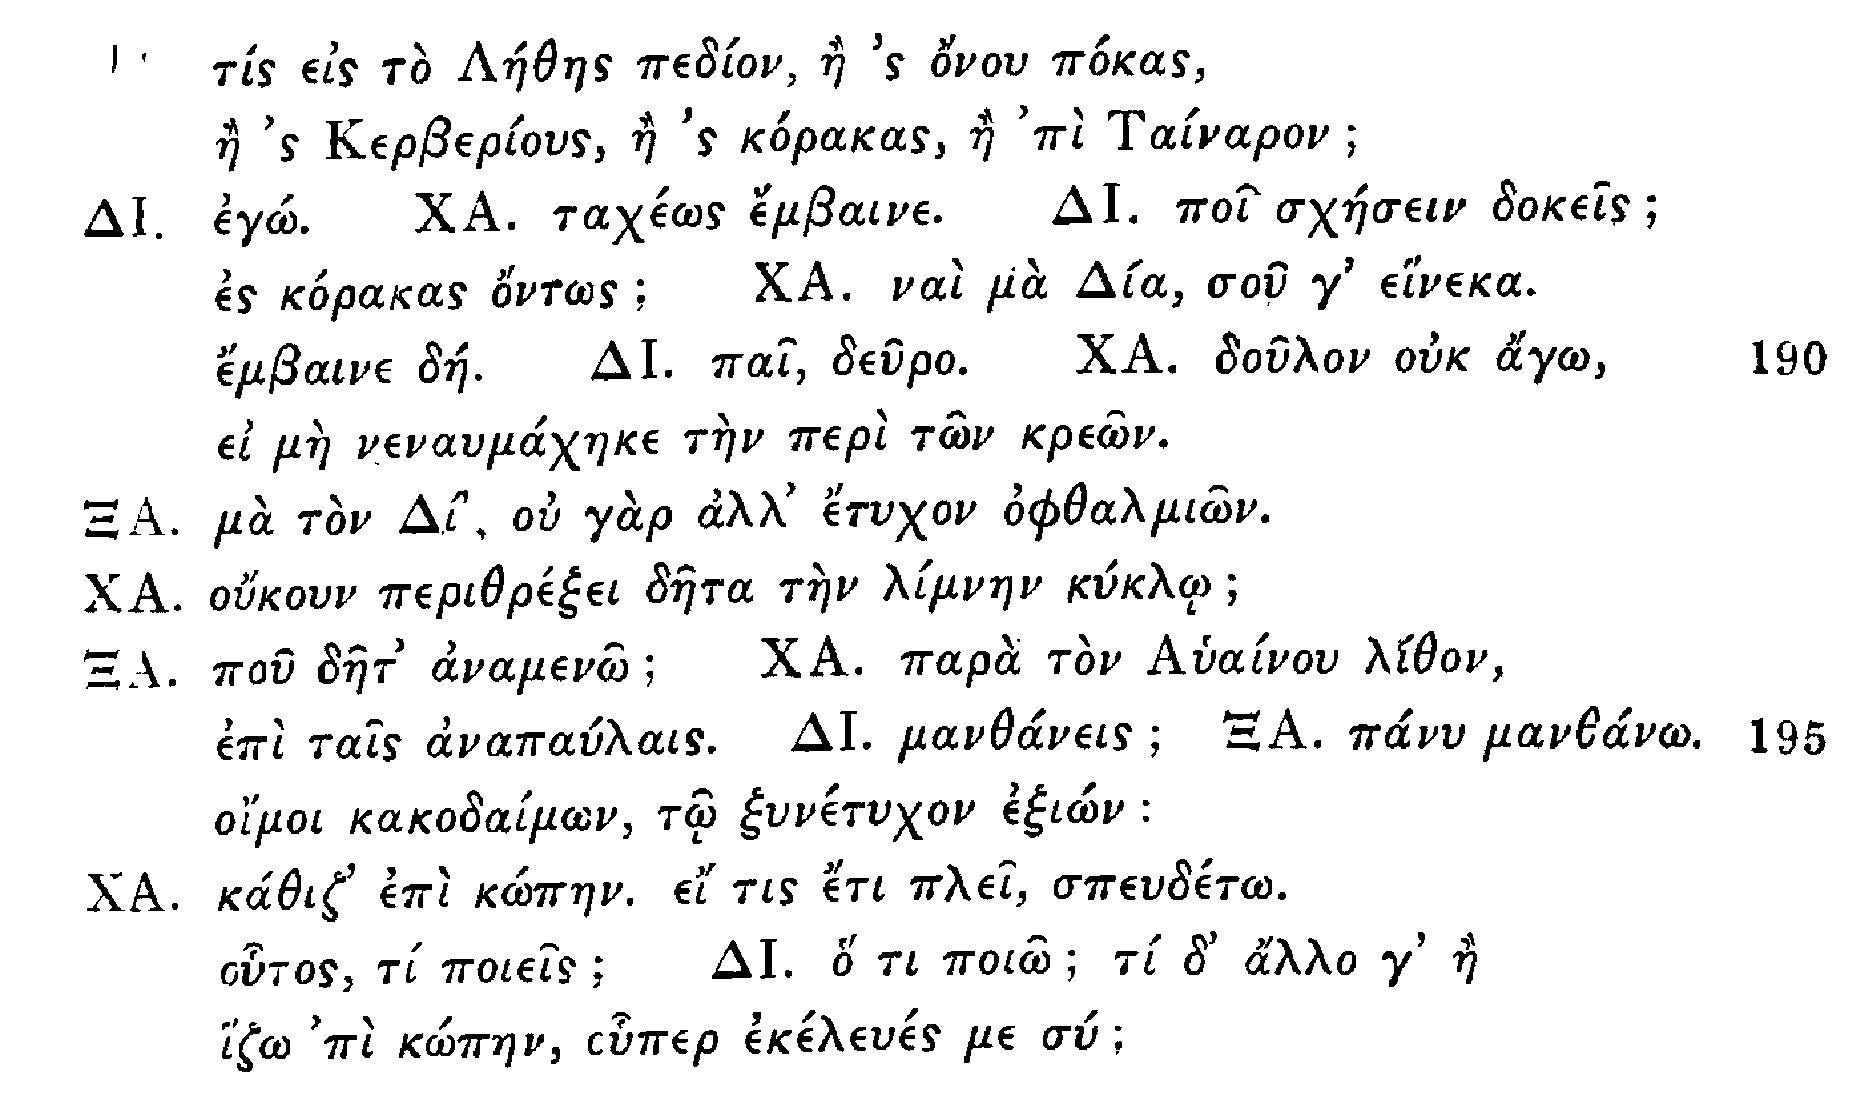 τίς εἰς τὸ Λήθης πεδίον, ἢ 'ς ὄνου πόκας,
ἢ 'ς Κερβερίους, ἢ 'ς κόρακας, ἢ 'πὶ Ταίναρον ;
ΔΙ. ἐγώ. ΧΑ. ταχέως ἔμβαινε. ΔΙ. ποῖ σχήσειν δοκεῖς ;
ἐς κόρακας ὄντως ; ΧΑ. ναὶ μὰ Δία, σοῦ γ' εἵνεκα.
ἔμβαινε δή. ΔΙ. παῖ, δεῦρο. ΧΑ. δοῦλον οὐκ ἄγω, 190
εἰ μὴ νεναυμάχηκε τὴν περὶ τῶν κρεῶν.
ΞΑ. μὰ τὸν Δί', οὐ γὰρ ἀλλ' ἔτυχον ὀφθαλμιῶν.
ΧΑ. οὔκουν περιθρέξει δῆτα τὴν λίμνην κύκλῳ ;
ΞΑ. ποῦ δῆτ' ἀναμενῶ ; ΧΑ. παρὰ τὸν Αὑαίνου λίθον,
ἐπὶ ταῖς ἀναπαύλαις. ΔΙ. μανθάνεις ; ΞΑ. πάνυ μανθάνω. 195
οἴμοι κακοδαίμων, τῷ ξυνέτυχον ἐξιών :
ΧΑ. κάθιζ' ἐπὶ κώπην. εἴ τις ἔτι πλεῖ, σπευδέτω.
οὗτος, τί ποιεῖς ; ΔΙ. ὅ τι ποιῶ ; τί δ' ἄλλο γ' ἢ
ἵζω 'πὶ κώπην, οὗπερ ἐκέλευές με σύ ;